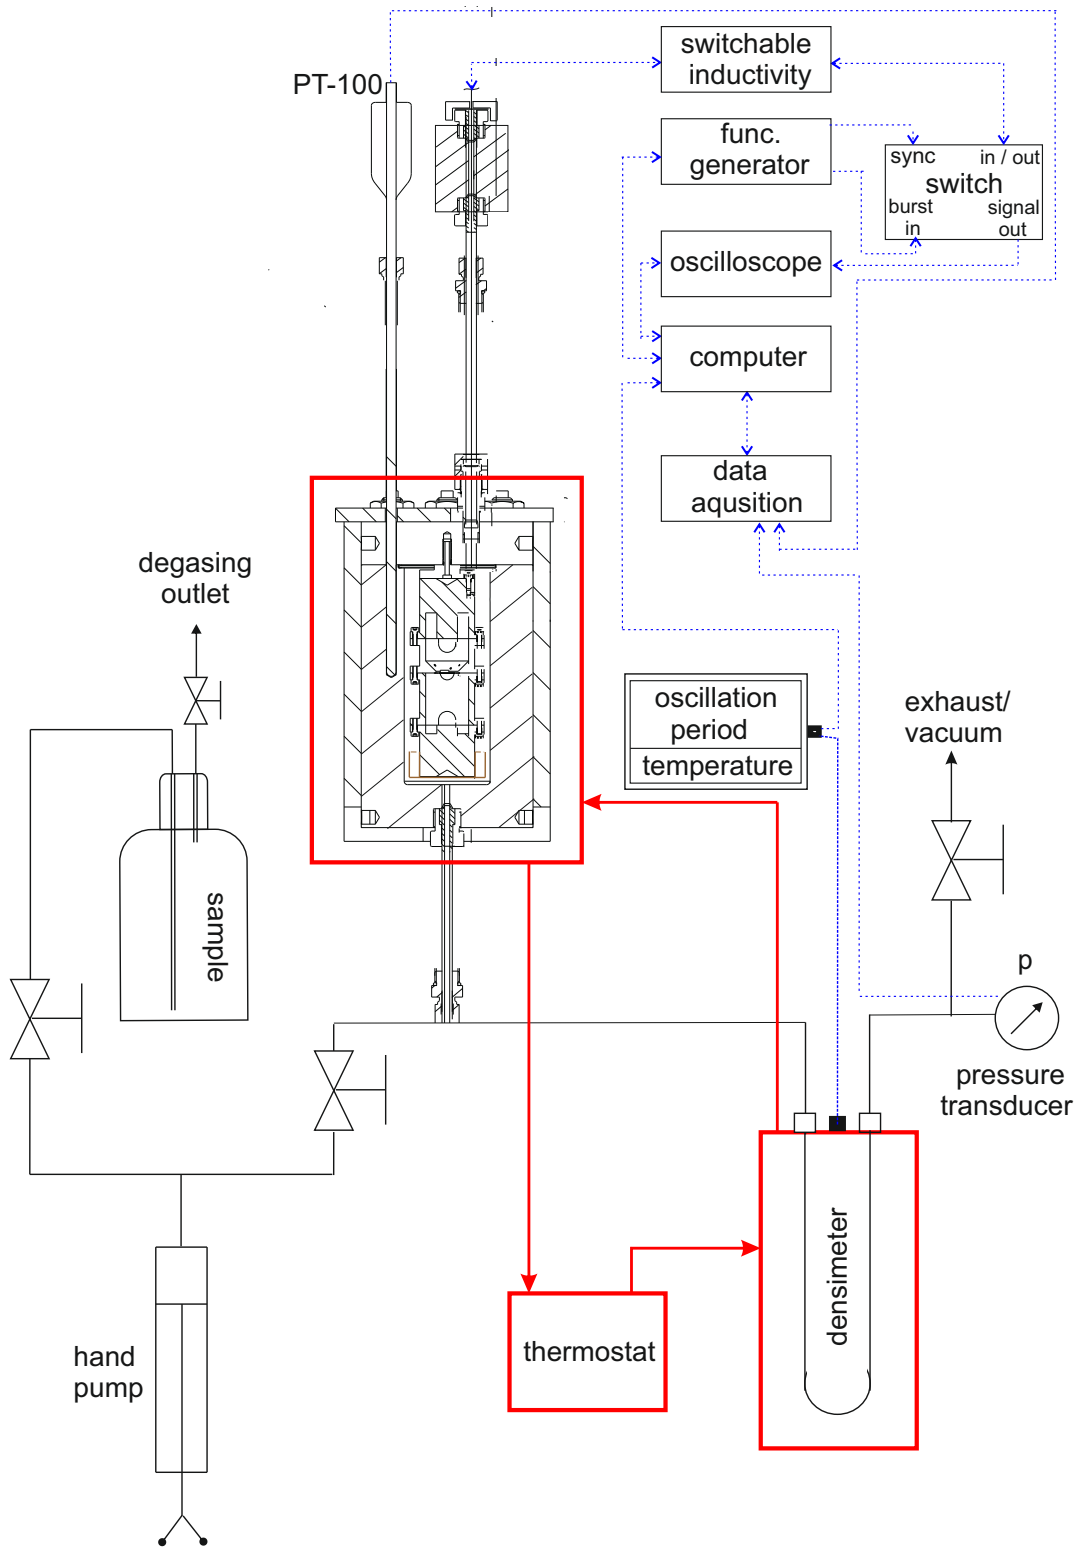 PT-100
switchable
inductivity
func.
generator
sync
in / out
switch
burst
in
signal
out
oscilloscope
computer
data
aqusition
degasing
outlet
oscillation
period
temperature
exhaust/
vacuum
sample
p
pressure
transducer
densimeter
thermostat
hand
pump